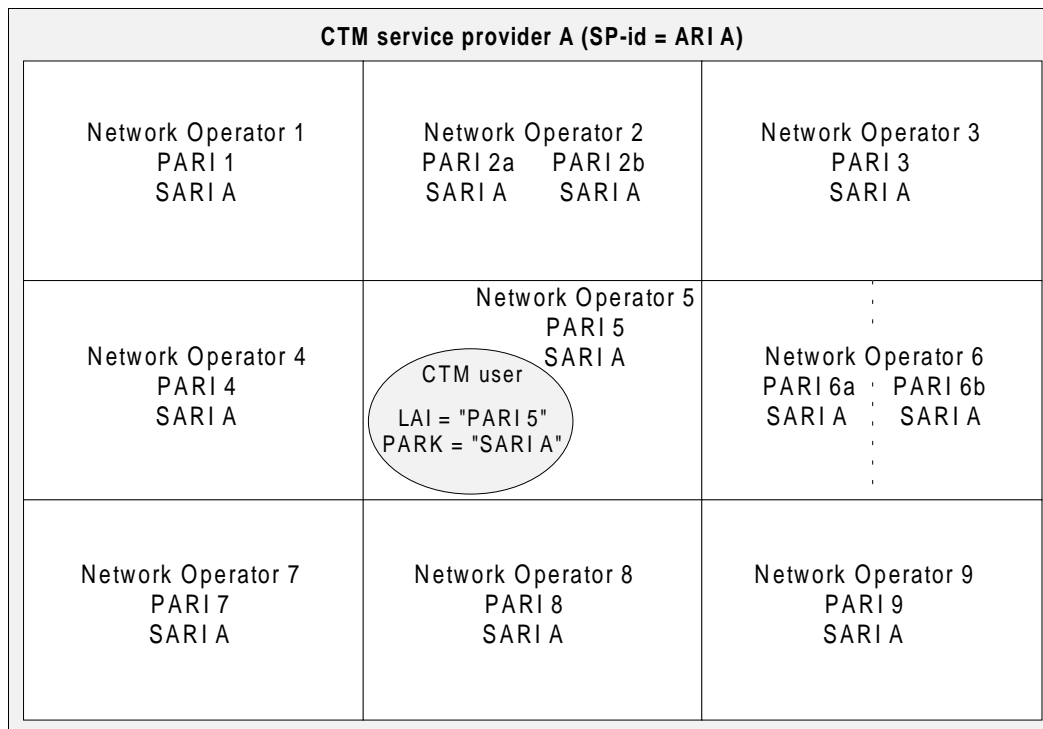 CTM service provider A (SP-id = ARI A)
Network Operator 1
PARI 1
SARI A
Network Operator 2
PARI 2a PARI 2b
SARI A SARI A
Network Operator 3
PARI 3
SARI A
Network Operator 4
PARI 4
SARI A
Network Operator 5
PARI 5
SARI A
CTM user
LAI = "PARI 5"
PARK = "SARI A"
Network Operator 6
PARI 6a PARI 6b
SARI A SARI A
Network Operator 7
PARI 7
SARI A
Network Operator 8
PARI 8
SARI A
Network Operator 9
PARI 9
SARI A